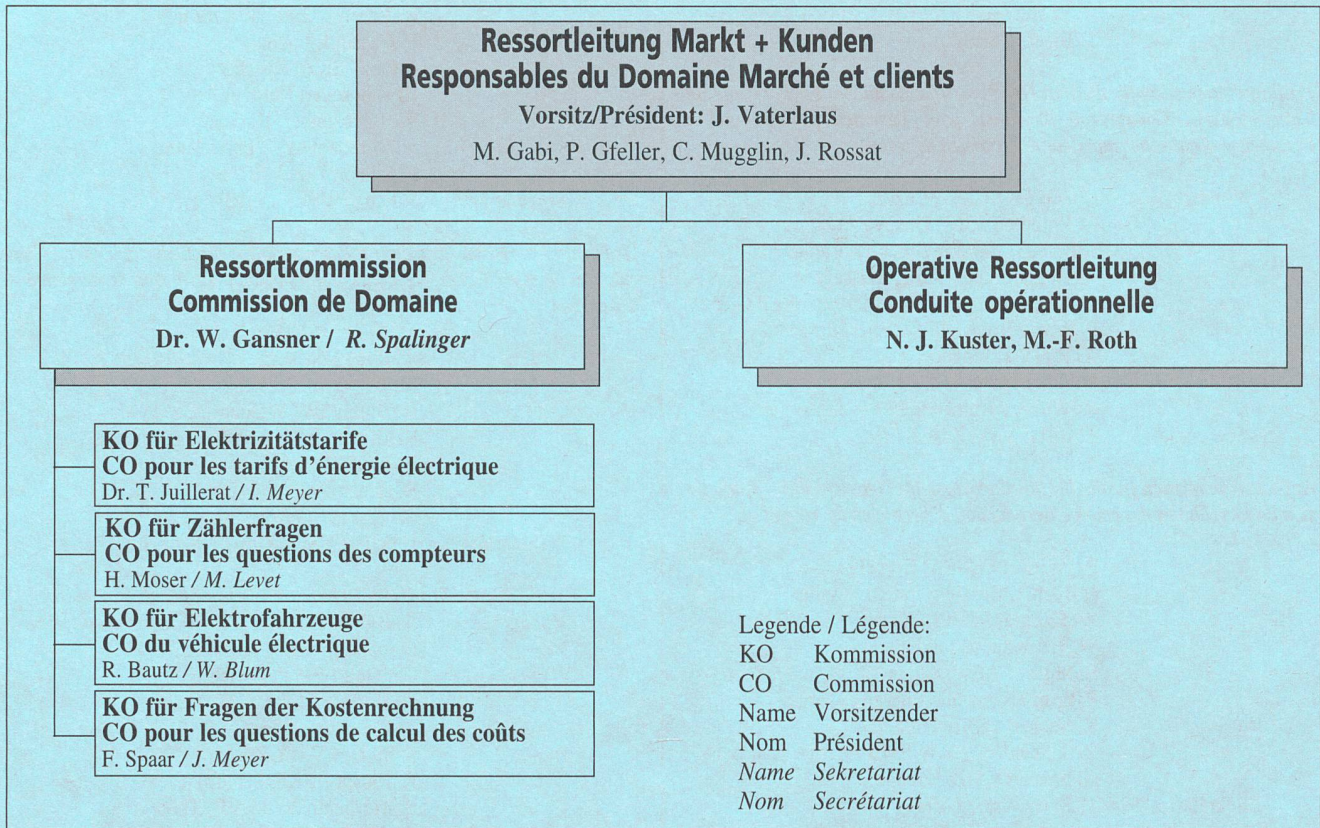 Ressortleitung Markt + Kunden
Responsables du Domaine Marché et clients
Vorsitz/Président: J. Vaterlaus
M. Gabi, P. Gfeller, C. Mugglin, J. Rossat
Ressortkommission
Commission de Domaine
Dr. W. Gansner / R. Spalinger
Operative Ressortleitung
Conduite opérationnelle
N. J. Kuster, M.-F. Roth
KO für Elektrizitätstarife
CO pour les tarifs d'énergie électrique
Dr. T. Juillerat / I. Meyer
KO für Zählerfragen
CO pour les questions des compteurs
H. Moser / M. Levet
KO für Elektrofahrzeuge
CO du véhicule électrique
R. Bautz / W. Blum
KO für Fragen der Kostenrechnung
CO pour les questions de calcul des coûts
F. Spaar / J. Meyer
Legende / Légende:
KO Kommission
CO Commission
Name Vorsitzender
Nom Président
Name Sekretariat
Nom Secrétariat